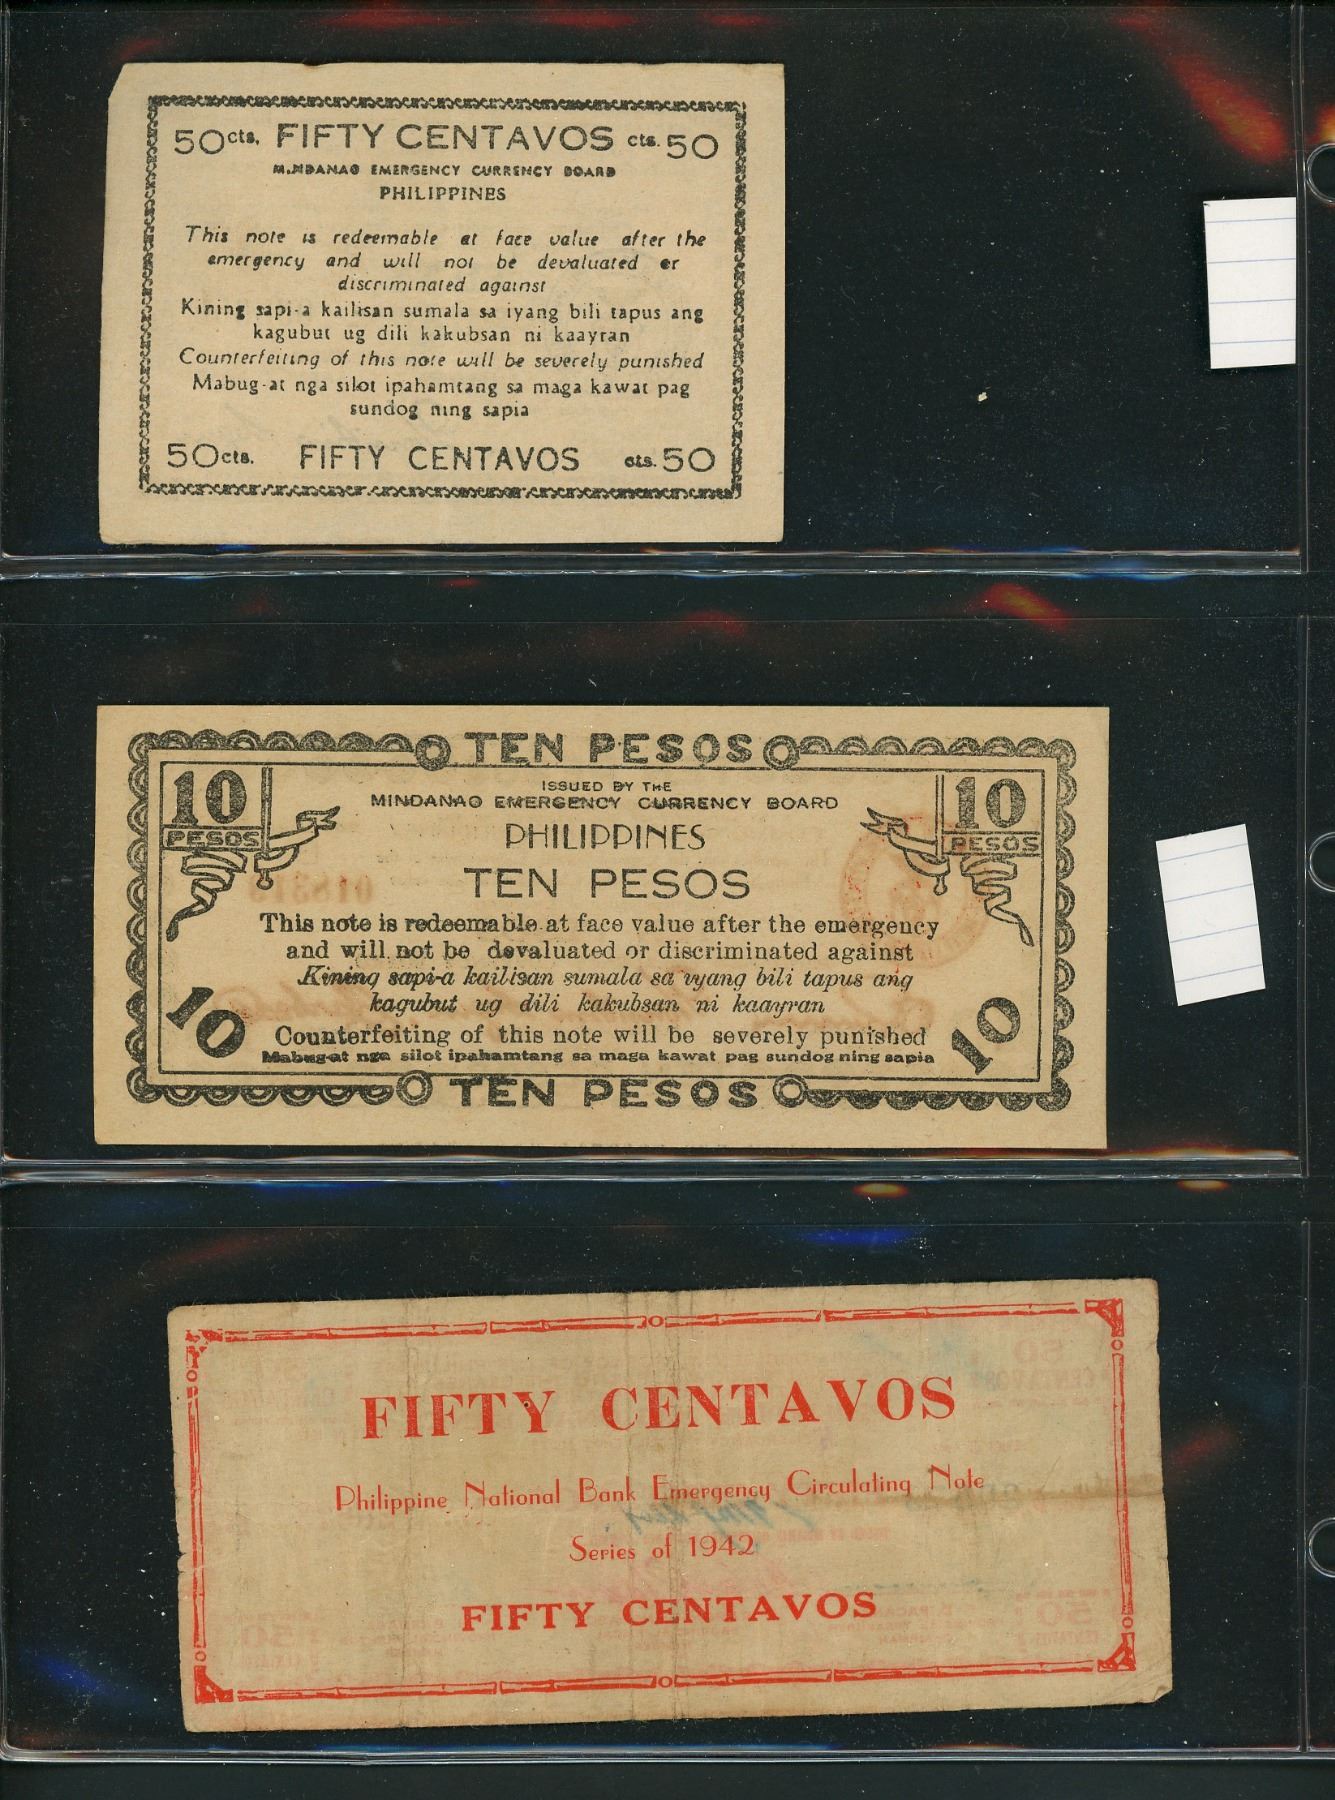 50cts. FIFTY CENTAVOS cts. 50
MINDANAO EMERGENCY CURRENCY BOARD
PHILIPPINES
This note is redeemable at face value after the
emergency and will not be devaluated or
discriminated against
Kining sapi-a kailisan sumala sa iyang bili tapus ang
kagubut ug dili kakubsan ni kaayran
Counterfeiting of this note will be severely punished
Mabug-at nga silot ipahamtang sa maga kawat pag
sundog ning sapia
50cts. FIFTY CENTAVOS cts. 50
TEN PESOS
10 PESOS
10 PESOS
ISSUED BY THE
MINDANAO EMERGENCY CURRENCY BOARD
PHILIPPINES
TEN PESOS
This note is redeemable at face value after the emergency
and will not be devaluated or discriminated against
Kining sapi-a kailisan sumala sa vyang bili tapus ang
kagubut ug dili kakubsan ni kaayran
Counterfeiting of this note will be severely punished
Mabug-at nga silot ipahamtang sa maga kawat pag sundog ning sapia
10
10
TEN PESOS
FIFTY CENTAVOS
Philippine National Bank Emergency Circulating Note
Series of 1942
FIFTY CENTAVOS